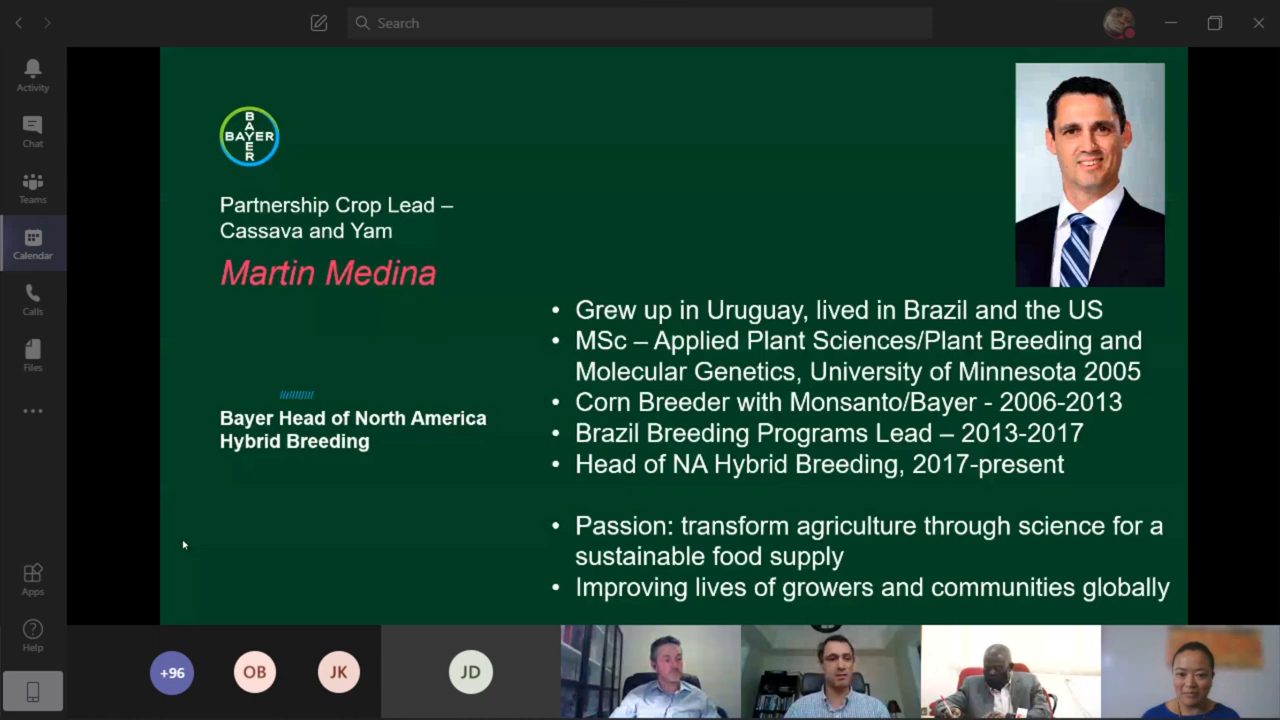 Search
Activity
Chat
Teams
Calendar
Calls
Files
Apps
Help
BAYER
BAYER
Partnership Crop Lead –
Cassava and Yam
Martin Medina
Bayer Head of North America
Hybrid Breeding
• Grew up in Uruguay, lived in Brazil and the US
• MSc – Applied Plant Sciences/Plant Breeding and
Molecular Genetics, University of Minnesota 2005
• Corn Breeder with Monsanto/Bayer - 2006-2013
• Brazil Breeding Programs Lead – 2013-2017
• Head of NA Hybrid Breeding, 2017-present
• Passion: transform agriculture through science for a
sustainable food supply
• Improving lives of growers and communities globally
+96
OB
JK
JD